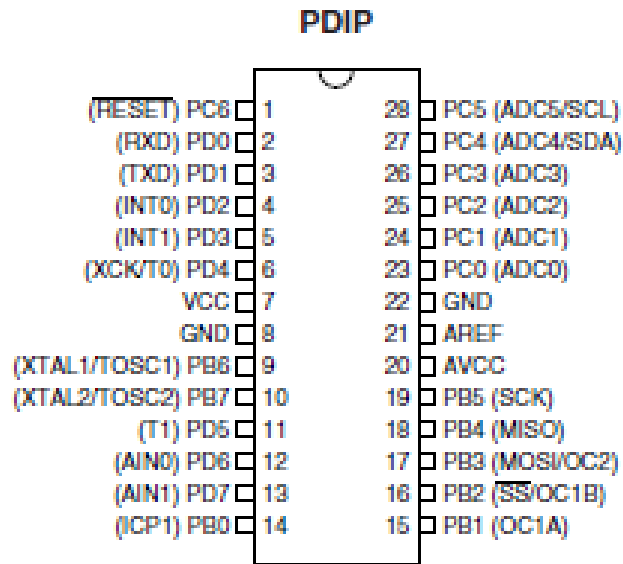 PDIP
(RESET) PC6 1 28 PC5 (ADC5/SCL)
(RXD) PD0 2 27 PC4 (ADC4/SDA)
(TXD) PD1 3 26 PC3 (ADC3)
(INT0) PD2 4 25 PC2 (ADC2)
(INT1) PD3 5 24 PC1 (ADC1)
(XCK/T0) PD4 6 23 PC0 (ADC0)
VCC 7 22 GND
GND 8 21 AREF
(XTAL1/TOSC1) PB6 9 20 AVCC
(XTAL2/TOSC2) PB7 10 19 PB5 (SCK)
(T1) PD5 11 18 PB4 (MISO)
(AIN0) PD6 12 17 PB3 (MOSI/OC2)
(AIN1) PD7 13 16 PB2 (SS/OC1B)
(ICP1) PB0 14 15 PB1 (OC1A)